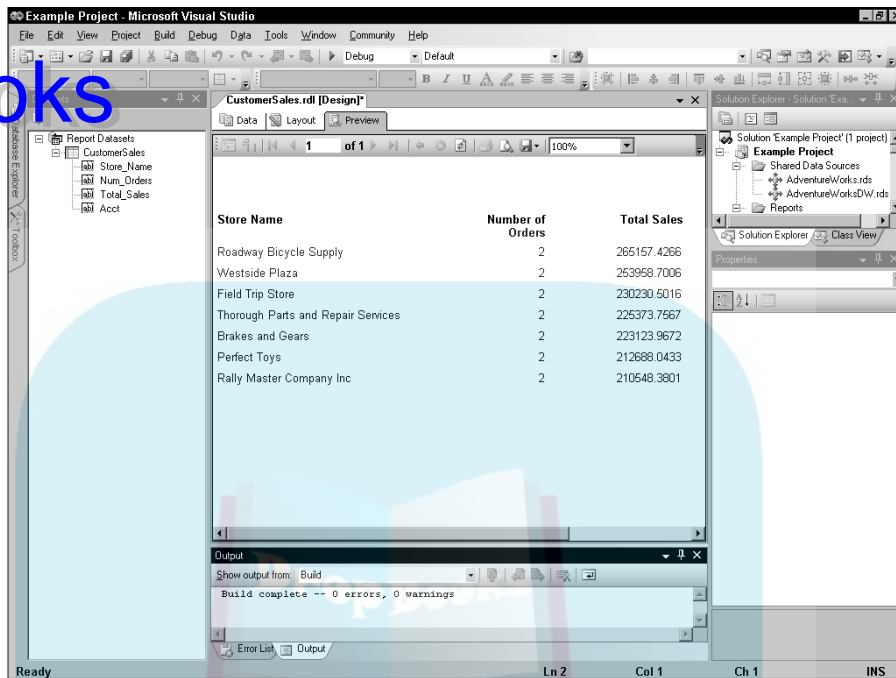 Example Project - Microsoft Visual Studio
File Edit View Project Build Debug Data Tools Window Community Help
Debug Default
oks
B I U
Database Explorer
Toolbox
Report Datasets
CustomerSales
Store_Name
Num_Orders
Total_Sales
Acct
CustomerSales.rdl [Design]*
Data Layout Preview
1 of 1 100%
Store Name Number of Orders Total Sales
Roadway Bicycle Supply 2 265157.4266
Westside Plaza 2 253958.7006
Field Trip Store 2 230230.5016
Thorough Parts and Repair Services 2 225373.7567
Brakes and Gears 2 223123.9672
Perfect Toys 2 212688.0433
Rally Master Company Inc 2 210548.3801
Output
Show output from: Build
Build complete -- 0 errors, 0 warnings
Error List Output
Solution Explorer - Solution 'Exa...
Solution 'Example Project' (1 project)
Example Project
Shared Data Sources
AdventureWorks.rds
AdventureWorksDW.rds
Reports
Solution Explorer Class View
Properties
Drop Books
Ready Ln 2 Col 1 Ch 1 INS